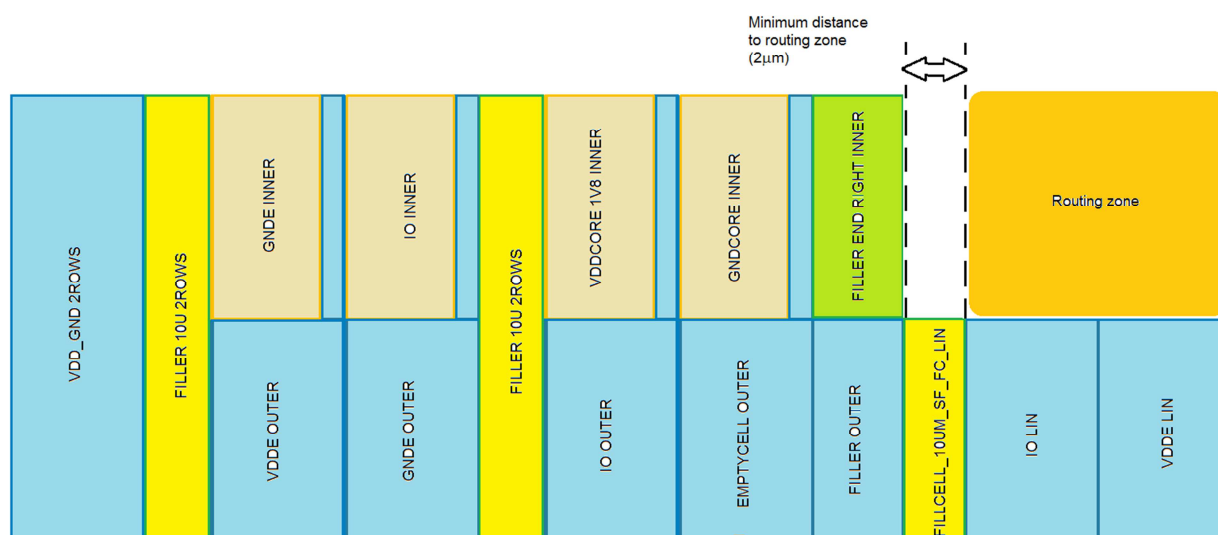 Minimum distance
to routing zone
(2μm)
VDD_GND 2ROWS
FILLER 10U 2ROWS
GNDE INNER
IO INNER
FILLER 10U 2ROWS
VDDCORE 1V8 INNER
GNDCORE INNER
FILLER END RIGHT INNER
Routing zone
VDDE OUTER
GNDE OUTER
IO OUTER
EMPTYCELL OUTER
FILLER OUTER
FILLCELL_10UM_SF_FC_LIN
IO LIN
VDDE LIN